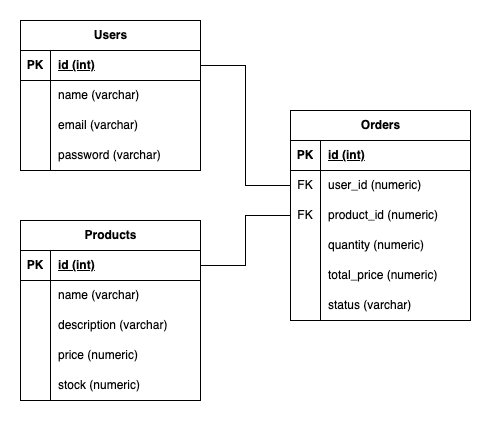 Users
PK id (int)
name (varchar)
email (varchar)
password (varchar)
Orders
PK id (int)
FK user_id (numeric)
FK product_id (numeric)
quantity (numeric)
total_price (numeric)
status (varchar)
Products
PK id (int)
name (varchar)
description (varchar)
price (numeric)
stock (numeric)